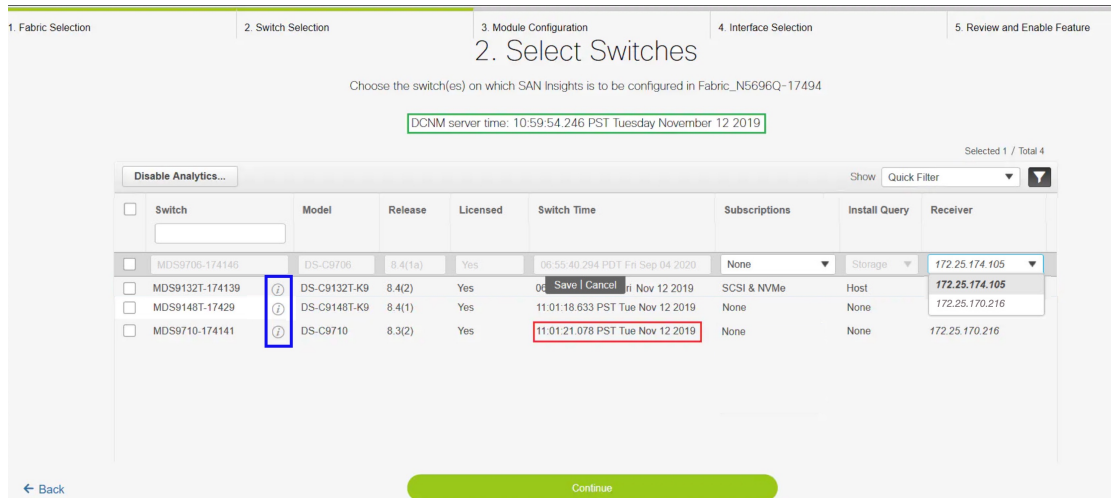 1. Fabric Selection
2. Switch Selection
3. Module Configuration
4. Interface Selection
5. Review and Enable Feature
2. Select Switches
Choose the switch(es) on which SAN Insights is to be configured in Fabric_N5696Q-17494
DCNM server time: 10:59:54.246 PST Tuesday November 12 2019
Selected 1 / Total 4
Disable Analytics...
Show Quick Filter
Switch Model Release Licensed Switch Time Subscriptions Install Query Receiver
MDS9706-174146 DS-C9706 8.4(1a) Yes 06:55:40.294 PDT Fri Sep 04 2020 None Storage 172.25.174.105
MDS9132T-174139 DS-C9132T-K9 8.4(2) Yes 06 Save | Cancel ri Nov 12 2019 SCSI & NVMe Host 172.25.174.105
MDS9148T-17429 DS-C9148T-K9 8.4(1) Yes 11:01:18.633 PST Tue Nov 12 2019 None None 172.25.170.216
MDS9710-174141 DS-C9710 8.3(2) Yes 11:01:21.078 PST Tue Nov 12 2019 None None 172.25.170.216
← Back
Continue